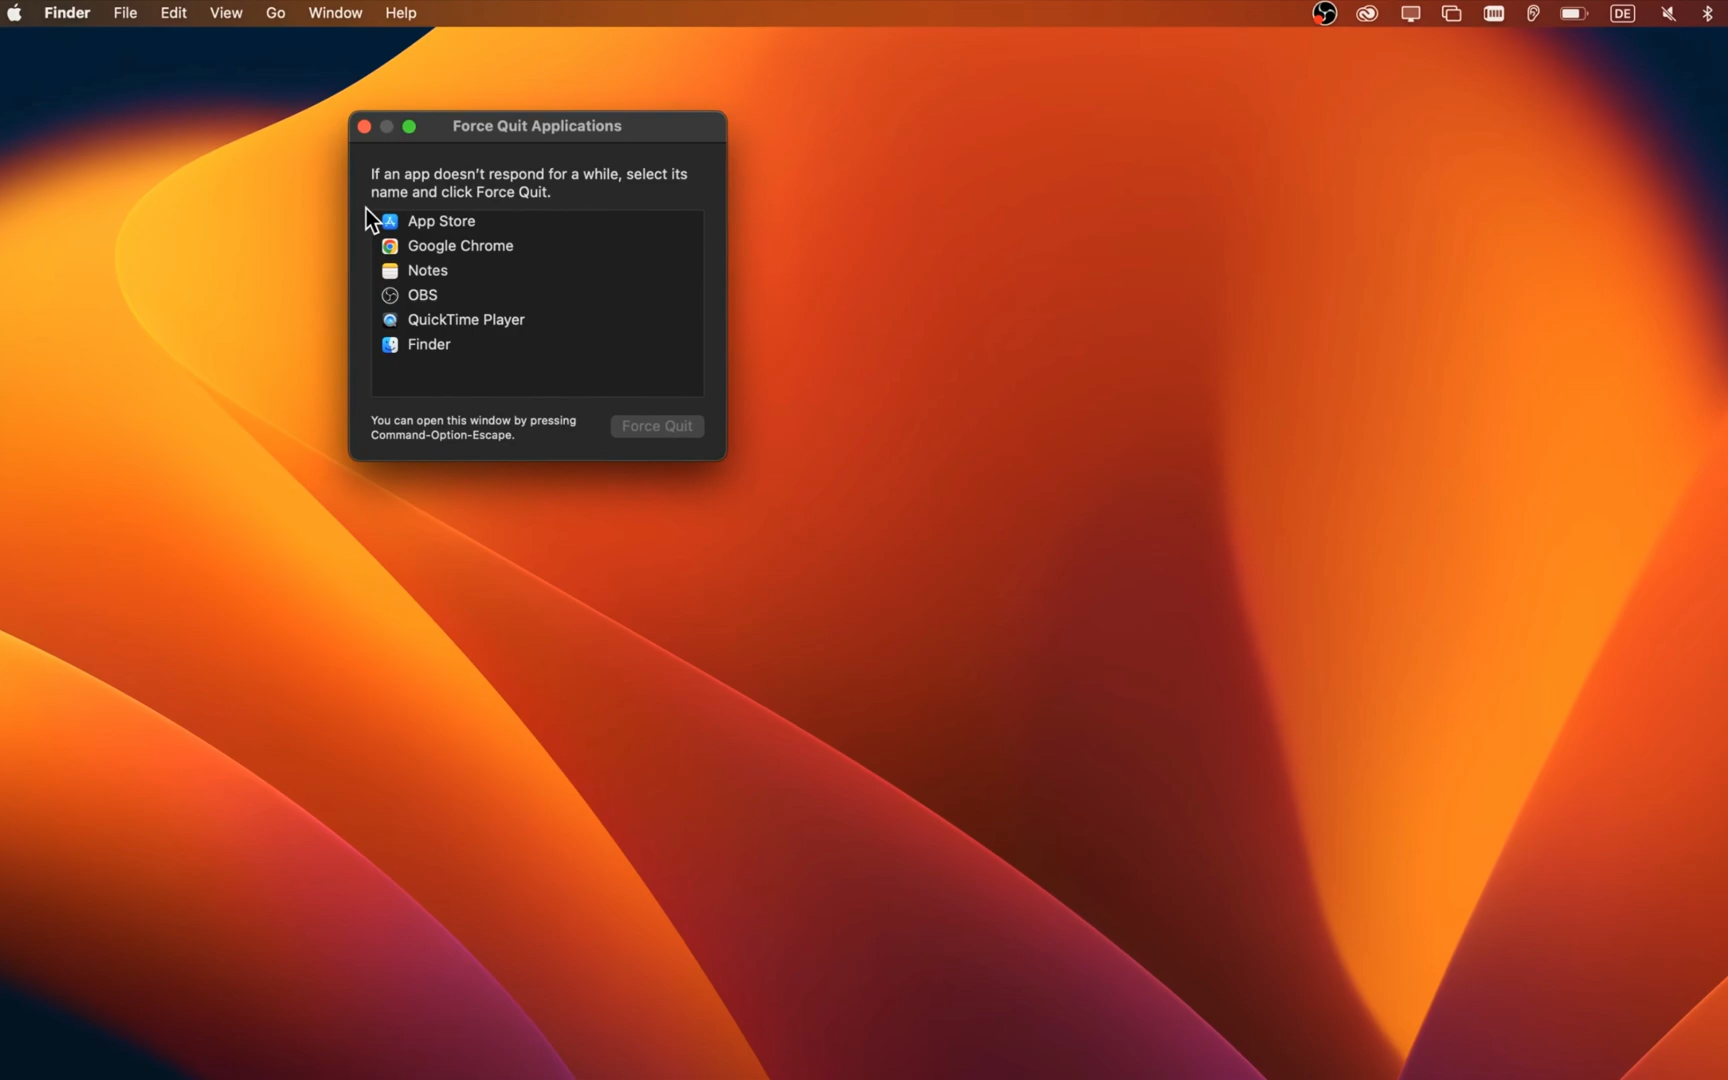 Finder File Edit View Go Window Help DE
Force Quit Applications
If an app doesn't respond for a while, select its
name and click Force Quit.
App Store
Google Chrome
Notes
OBS
QuickTime Player
Finder
You can open this window by pressing
Command-Option-Escape.
Force Quit